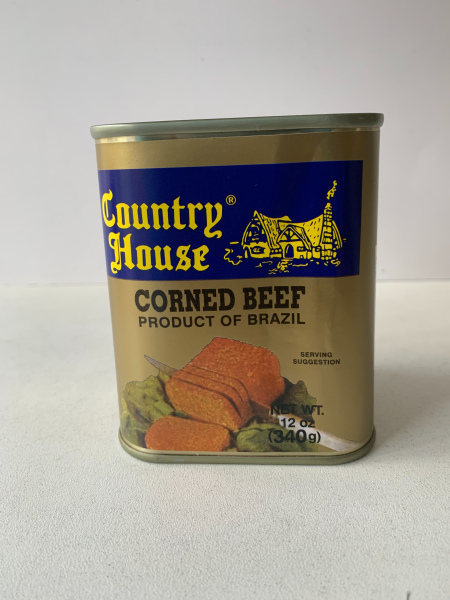 Country®
House
CORNED BEEF
PRODUCT OF BRAZIL
SERVING
SUGGESTION
NET WT.
12 oz
(340g)